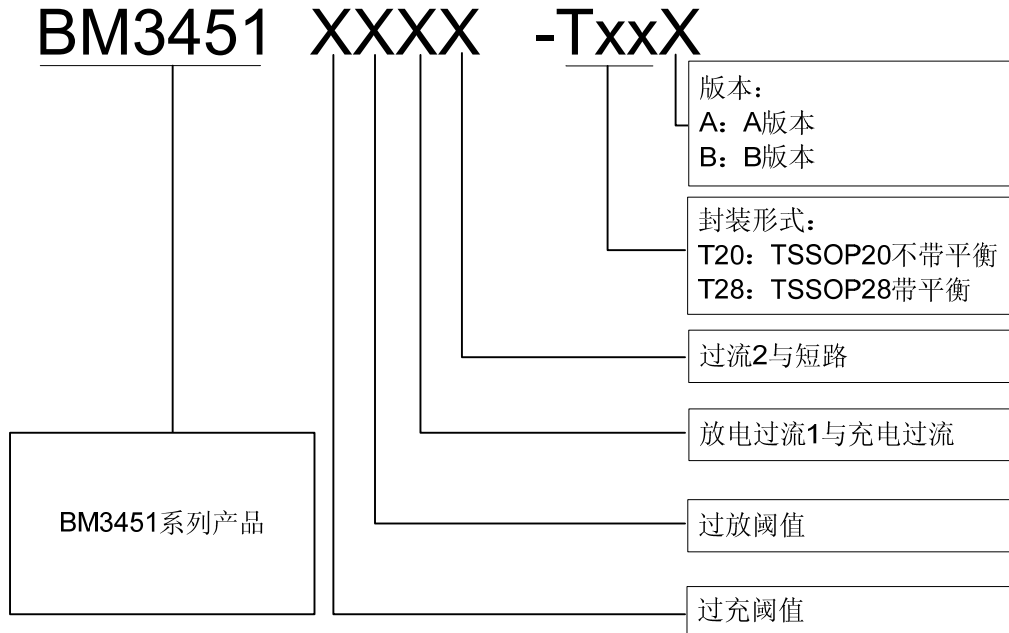 BM3451 XXXX -TxxX
版本：
A：A版本
B：B版本
封装形式：
T20：TSSOP20不带平衡
T28：TSSOP28带平衡
过流2与短路
放电过流1与充电过流
BM3451系列产品
过放阈值
过充阈值